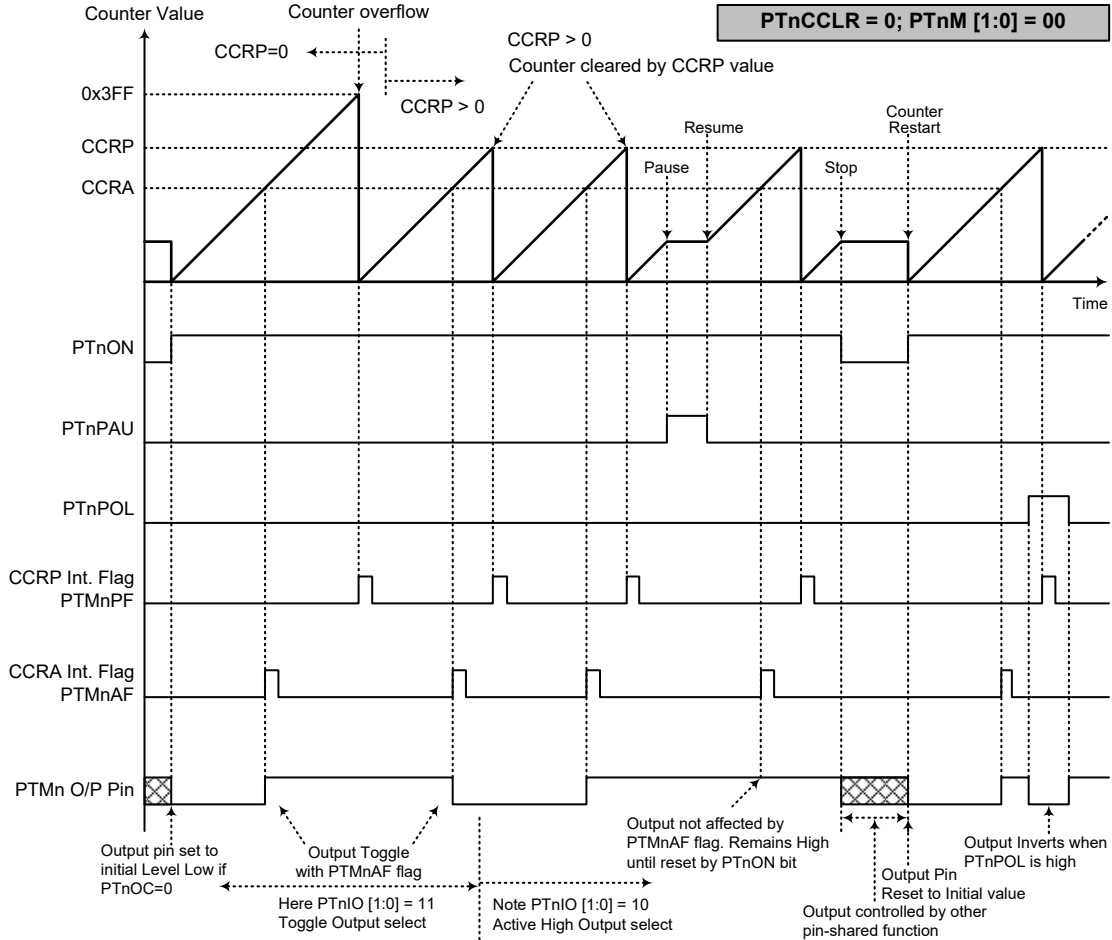 Counter Value
Counter overflow
PTnCCLR = 0; PTnM [1:0] = 00
CCRP=0
CCRP > 0
CCRP > 0
Counter cleared by CCRP value
0x3FF
CCRP
CCRA
Pause
Resume
Stop
Counter
Restart
Time
PTnON
PTnPAU
PTnPOL
CCRP Int. Flag
PTMnPF
CCRA Int. Flag
PTMnAF
PTMn O/P Pin
Output pin set to
initial Level Low if
PTnOC=0
Output Toggle
with PTMnAF flag
Here PTnIO [1:0] = 11
Toggle Output select
Note PTnIO [1:0] = 10
Active High Output select
Output not affected by
PTMnAF flag. Remains High
until reset by PTnON bit
Output controlled by other
pin-shared function
Output Pin
Reset to Initial value
Output Inverts when
PTnPOL is high